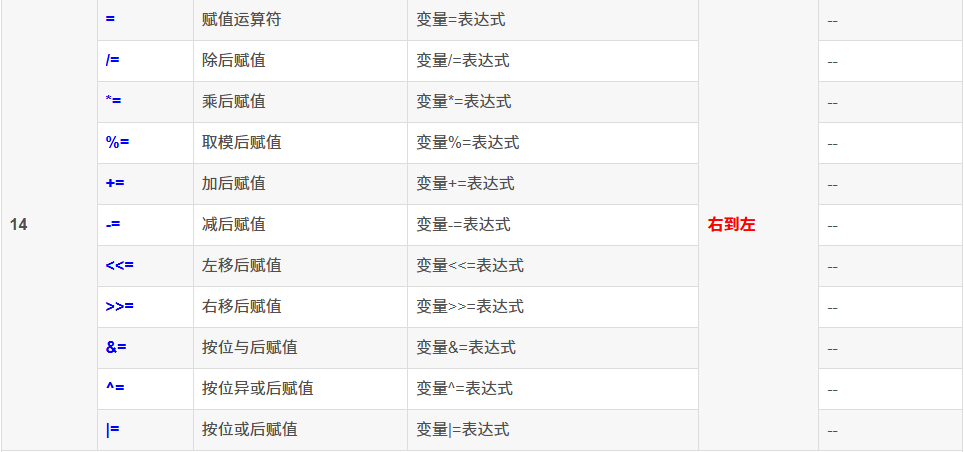 = 赋值运算符 变量=表达式 --
/= 除后赋值 变量/=表达式 --
*= 乘后赋值 变量*=表达式 --
%= 取模后赋值 变量%=表达式 --
+= 加后赋值 变量+=表达式 --
14 -= 减后赋值 变量-=表达式 右到左 --
<<= 左移后赋值 变量<<=表达式 --
>>= 右移后赋值 变量>>=表达式 --
&= 按位与后赋值 变量&=表达式 --
^= 按位异或后赋值 变量^=表达式 --
|= 按位或后赋值 变量|=表达式 --